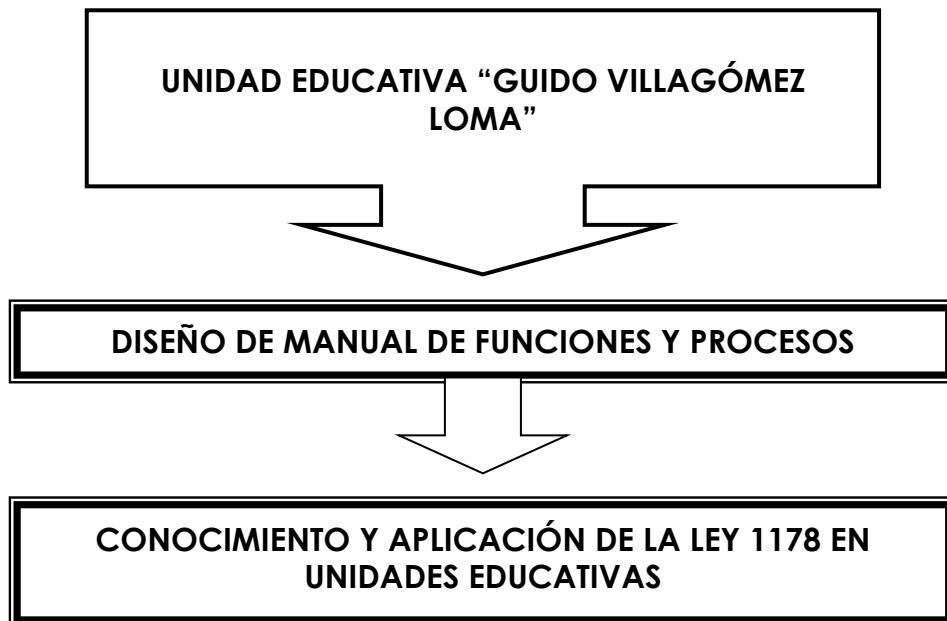 UNIDAD EDUCATIVA “GUIDO VILLAGÓMEZ
LOMA”
DISEÑO DE MANUAL DE FUNCIONES Y PROCESOS
CONOCIMIENTO Y APLICACIÓN DE LA LEY 1178 EN
UNIDADES EDUCATIVAS